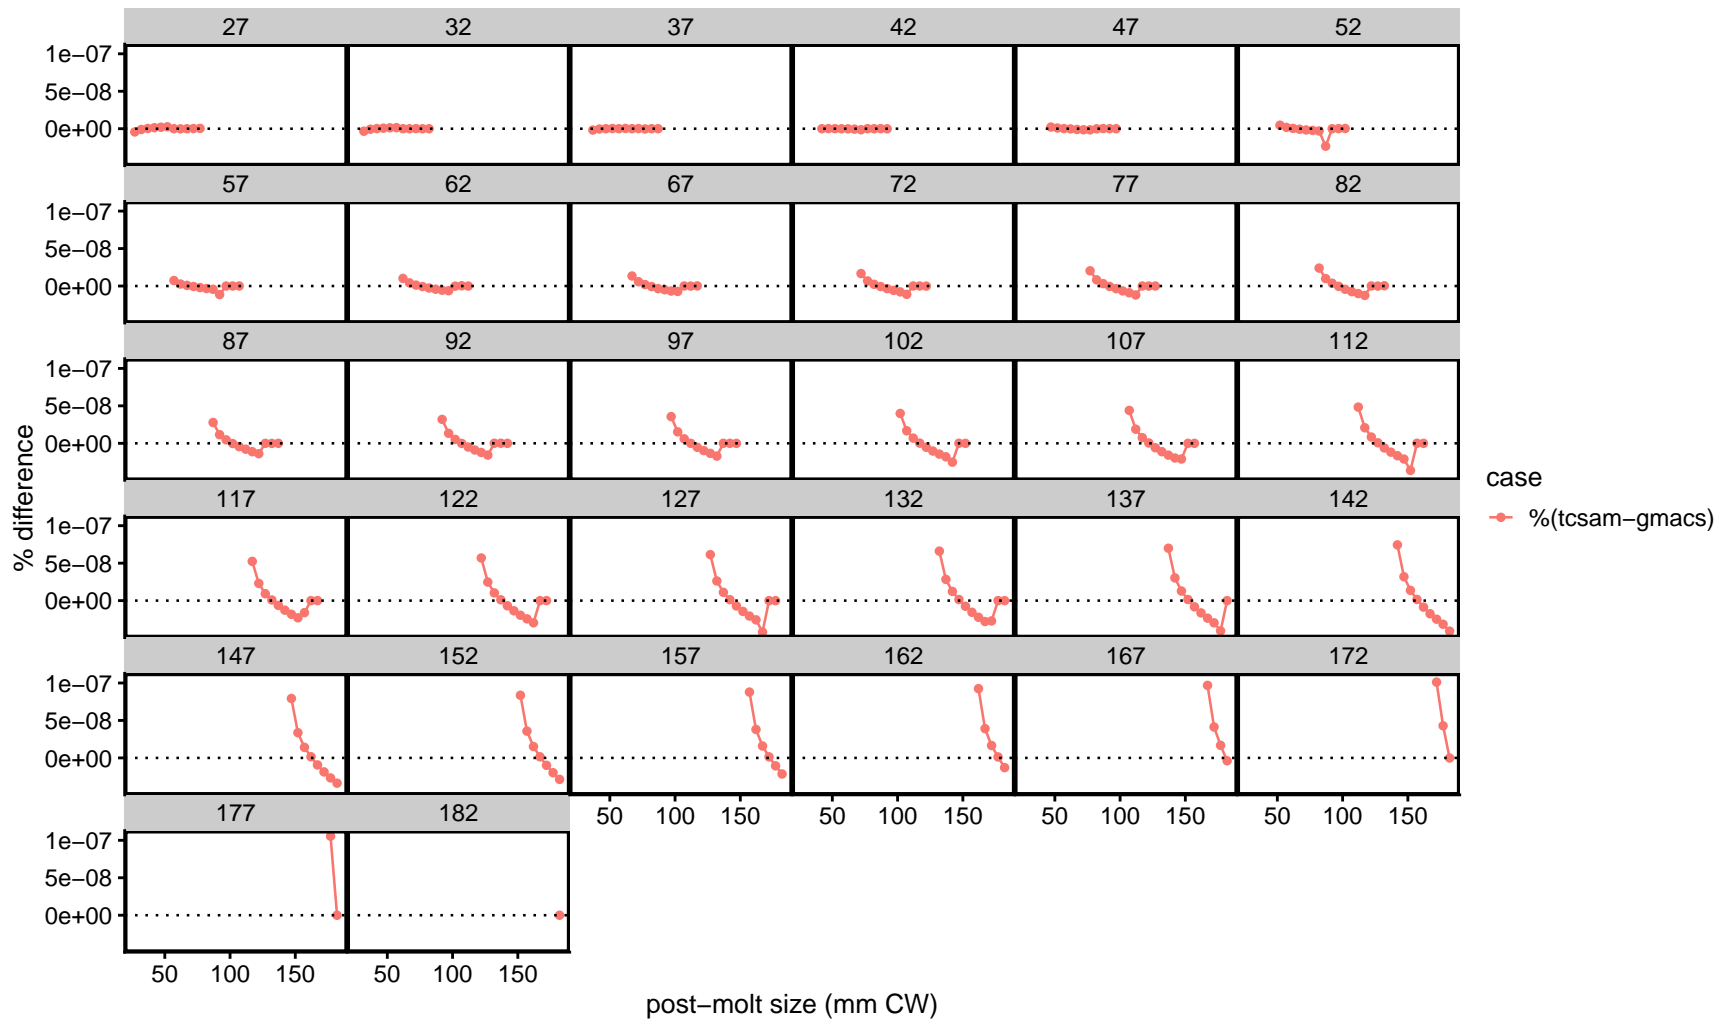 27 32 37 42 47 52
1e−07
5e−08
0e+00
57 62 67 72 77 82
1e−07
5e−08
0e+00
87 92 97 102 107 112
1e−07
5e−08
0e+00
117 122 127 132 137 142
1e−07
5e−08
0e+00
147 152 157 162 167 172
1e−07
5e−08
0e+00
177 182
50 100 150 50 100 150 50 100 150 50 100 150
1e−07
5e−08
0e+00
50 100 150 50 100 150
post−molt size (mm CW)
% difference
case
%(tcsam−gmacs)